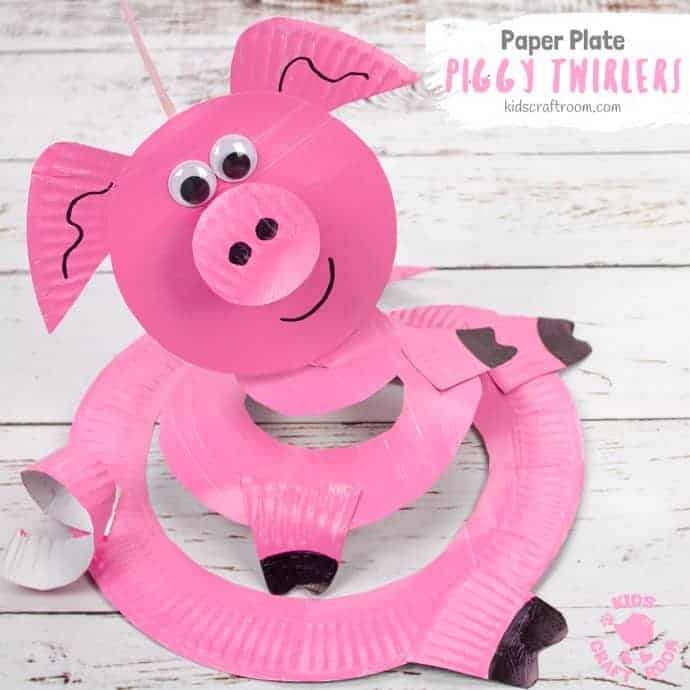 Paper Plate
PIGGY TWIRLERS
kidscraftroom.com
KIDS
CRAFT ROOM